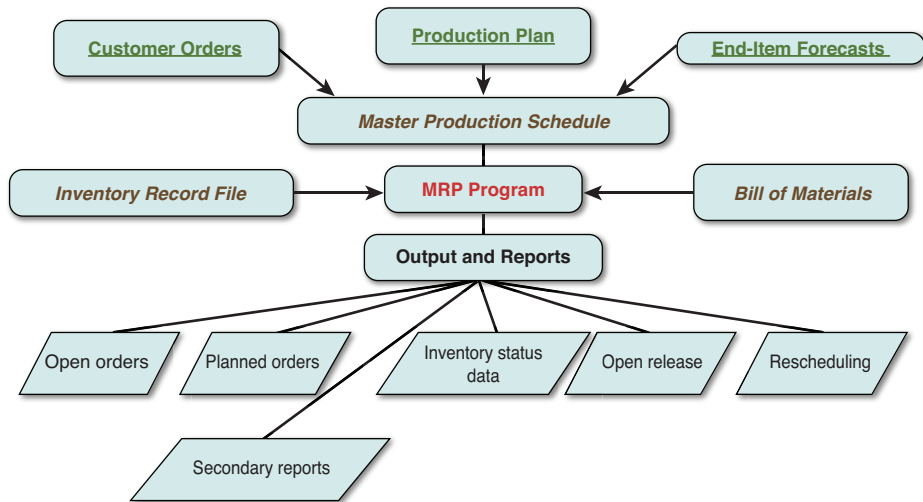 Customer Orders
Production Plan
End-Item Forecasts
Master Production Schedule
Inventory Record File
MRP Program
Bill of Materials
Output and Reports
Open orders
Planned orders
Inventory status
data
Open release
Rescheduling
Secondary reports